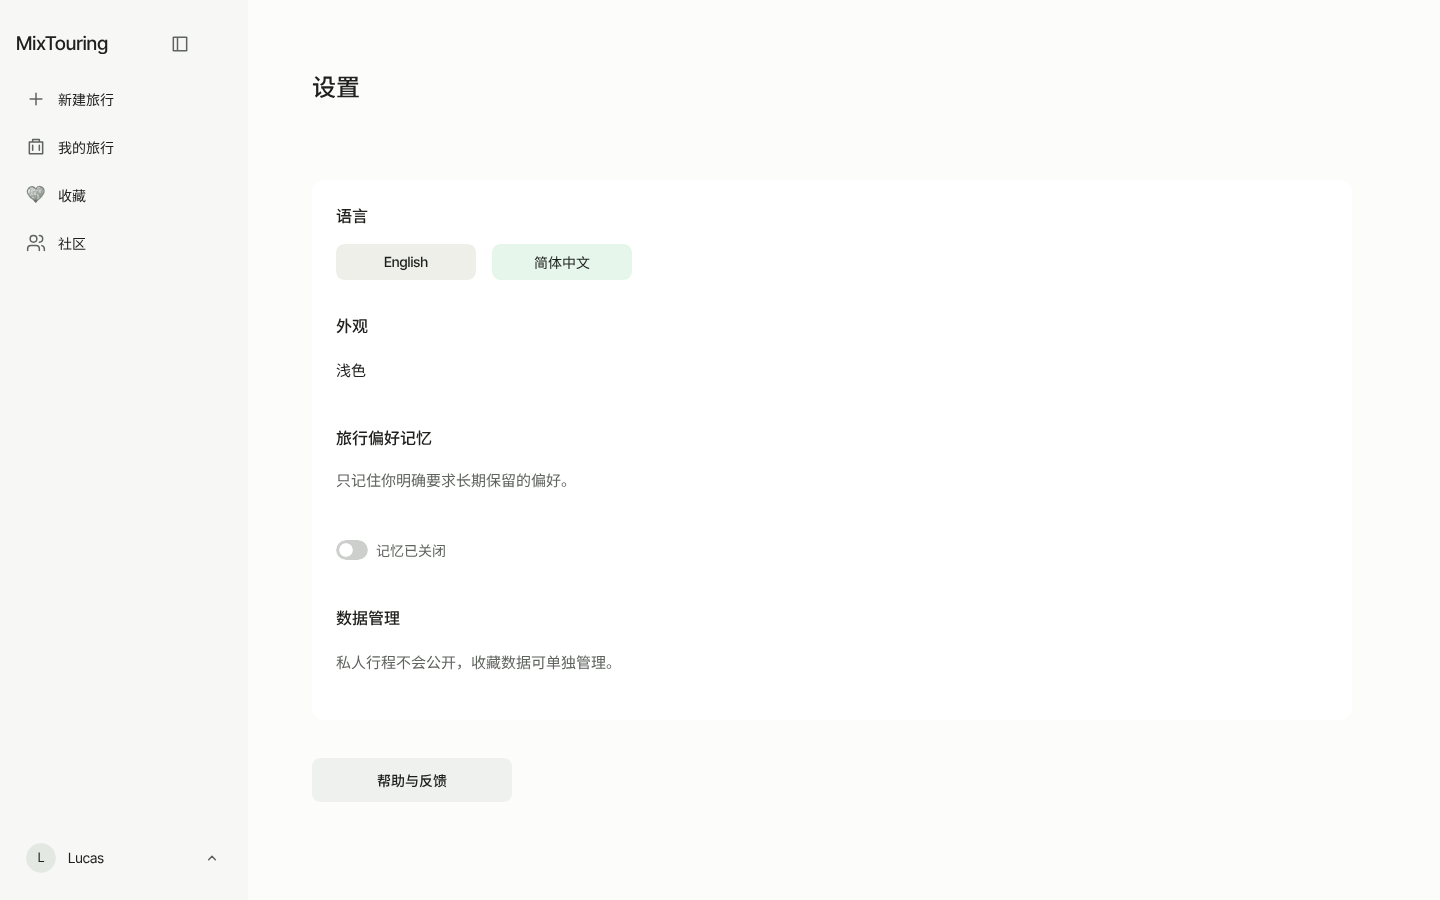 MixTouring
新建旅行
我的旅行
收藏
社区
L
Lucas
设置
语言
English
简体中文
外观
浅色
旅行偏好记忆
只记住你明确要求长期保留的偏好。
记忆已关闭
数据管理
私人行程不会公开，收藏数据可单独管理。
帮助与反馈